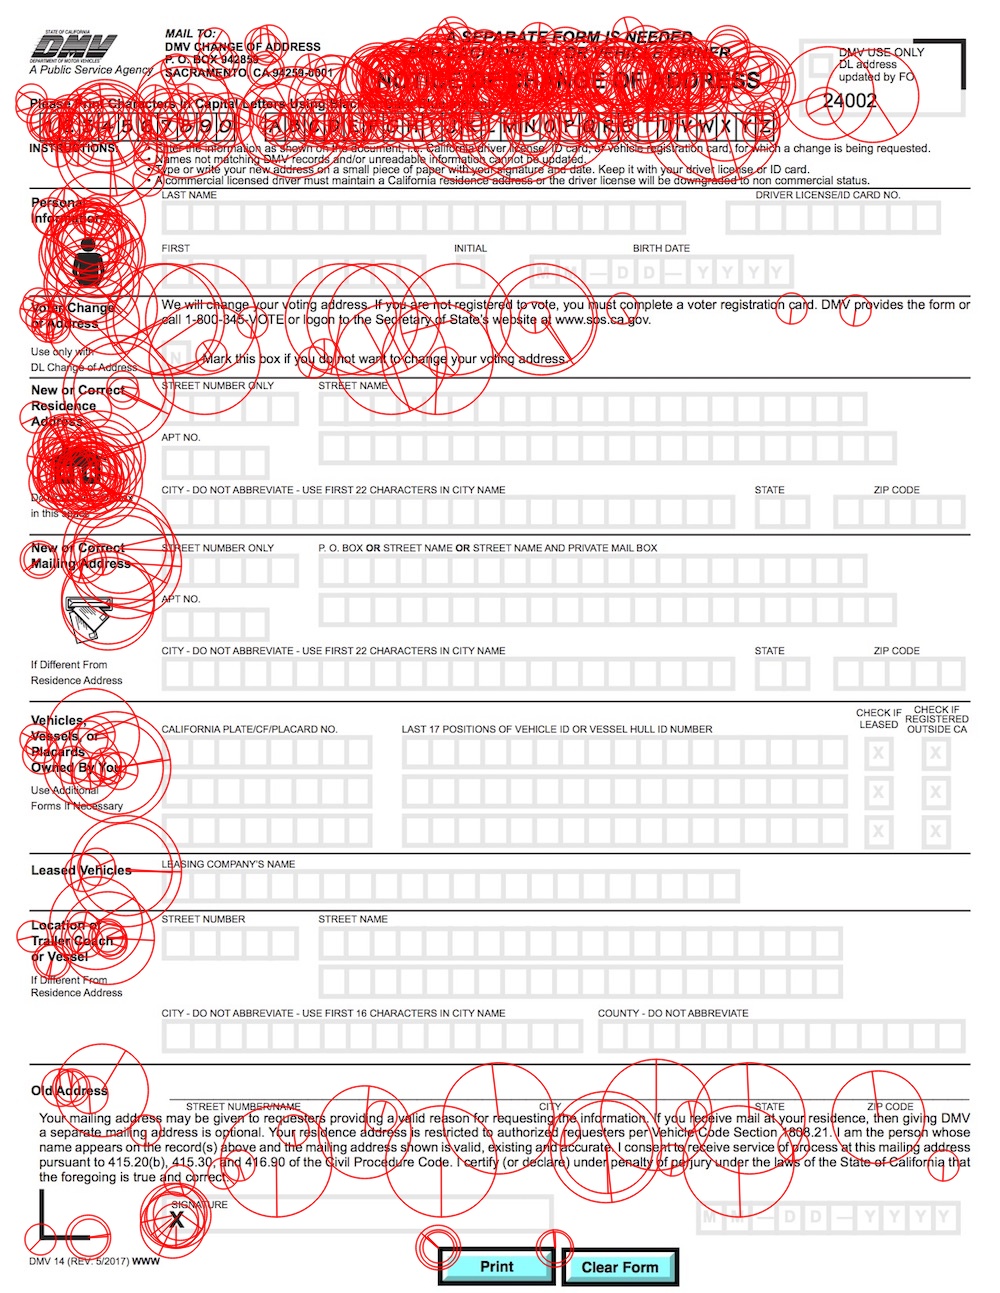 STATE OF CALIFORNIA
DMV
DEPARTMENT OF MOTOR VEHICLES
A Public Service Agency
MAIL TO:
DMV CHANGE OF ADDRESS
P. O. BOX 942859
SACRAMENTO, CA 94259-0001
A SEPARATE FORM IS NEEDED
FOR EACH DRIVER OR VEHICLE OWNER
NOTICE OF CHANGE OF ADDRESS
DMV USE ONLY
DL address
updated by FO
24002
Please Print Characters in Capital Letters Using Black
1 2 3 4 5 6 7 8 9 0 A B C D E F G H I J K L M N O P Q R S T U V W X Y Z
INSTRUCTIONS: • Enter the information as shown on the document, i.e. California driver license, ID card, or vehicle registration card, for which a change is being requested.
• Names not matching DMV records and/or unreadable information cannot be updated.
• Type or write your new address on a small piece of paper with your signature and date. Keep it with your driver license or ID card.
• A commercial licensed driver must maintain a California residence address or the driver license will be downgraded to non commercial status.
Personal
Information
LAST NAME
DRIVER LICENSE/ID CARD NO.
FIRST
INITIAL
BIRTH DATE
M M — D D — Y Y Y Y
Voter Change
of Address
We will change your voting address. If you are not registered to vote, you must complete a voter registration card. DMV provides the form or
call 1-800-345-VOTE or logon to the Secretary of State's website at www.sos.ca.gov.
Use only with
DL Change of Address
N
Mark this box if you do not want to change your voting address.
New or Correct
Residence
Address
STREET NUMBER ONLY
STREET NAME
APT NO.
in this space
CITY - DO NOT ABBREVIATE - USE FIRST 22 CHARACTERS IN CITY NAME
STATE
ZIP CODE
New or Correct
Mailing Address
STREET NUMBER ONLY
P. O. BOX OR STREET NAME OR STREET NAME AND PRIVATE MAIL BOX
APT NO.
If Different From
Residence Address
CITY - DO NOT ABBREVIATE - USE FIRST 22 CHARACTERS IN CITY NAME
STATE
ZIP CODE
Vehicles,
Vessels, or
Placards
Owned By You
Use Additional
Forms If Necessary
CALIFORNIA PLATE/CF/PLACARD NO.
LAST 17 POSITIONS OF VEHICLE ID OR VESSEL HULL ID NUMBER
CHECK IF
LEASED
CHECK IF
REGISTERED
OUTSIDE CA
X X
X X
X X
Leased Vehicles
LEASING COMPANY'S NAME
Location of
Trailer Coach
or Vessel
If Different From
Residence Address
STREET NUMBER
STREET NAME
CITY - DO NOT ABBREVIATE - USE FIRST 16 CHARACTERS IN CITY NAME
COUNTY - DO NOT ABBREVIATE
Old Address
STREET NUMBER/NAME
CITY
STATE
ZIP CODE
Your mailing address may be given to requesters providing a valid reason for requesting the information. If you receive mail at your residence, then giving DMV
a separate mailing address is optional. Your residence address is restricted to authorized requesters per Vehicle Code Section 1808.21. I am the person whose
name appears on the record(s) above and the mailing address shown is valid, existing and accurate. I consent to receive service of process at this mailing address
pursuant to 415.20(b), 415.30, and 416.90 of the Civil Procedure Code. I certify (or declare) under penalty of perjury under the laws of the State of California that
the foregoing is true and correct.
SIGNATURE
X
M M — D D — Y Y Y Y
DMV 14 (REV. 5/2017) WWW
Print
Clear Form